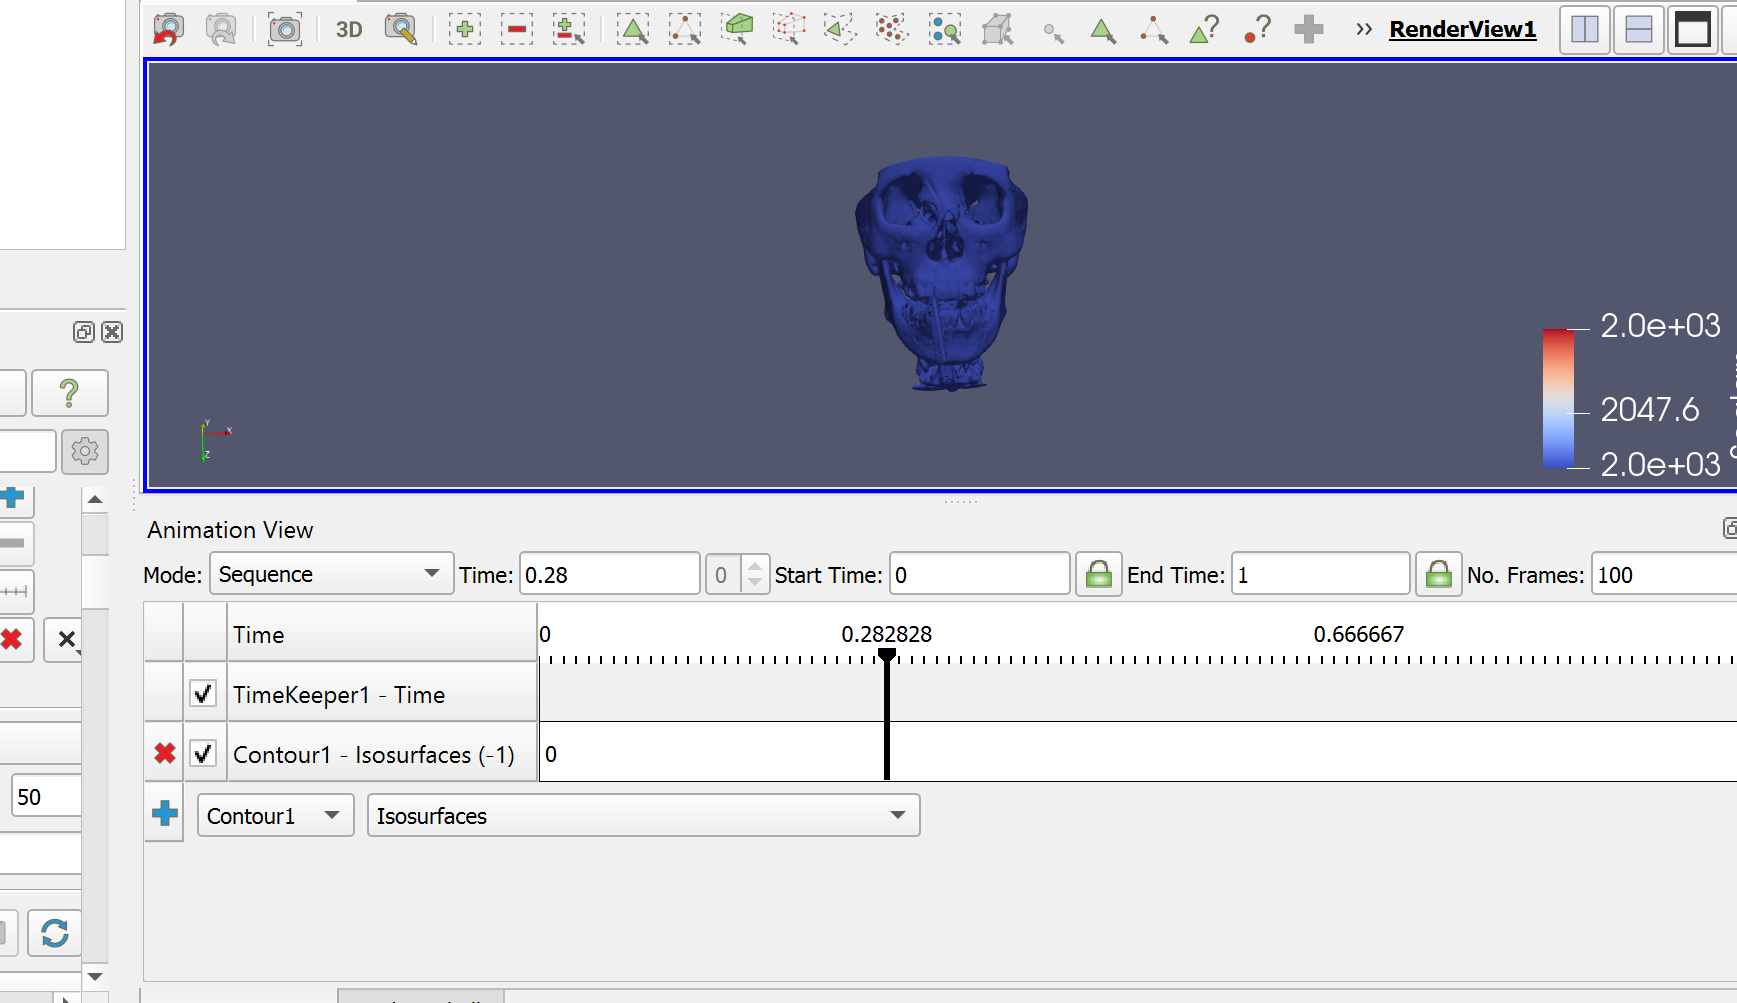 3D
RenderView1
2.0e+03
2047.6
2.0e+03
Y
X
Z
Animation View
Mode: Sequence Time: 0.28 0 Start Time: 0 End Time: 1 No. Frames: 100
Time 0 0.282828 0.666667
TimeKeeper1 - Time
Contour1 - Isosurfaces (-1) 0
50
Contour1 Isosurfaces